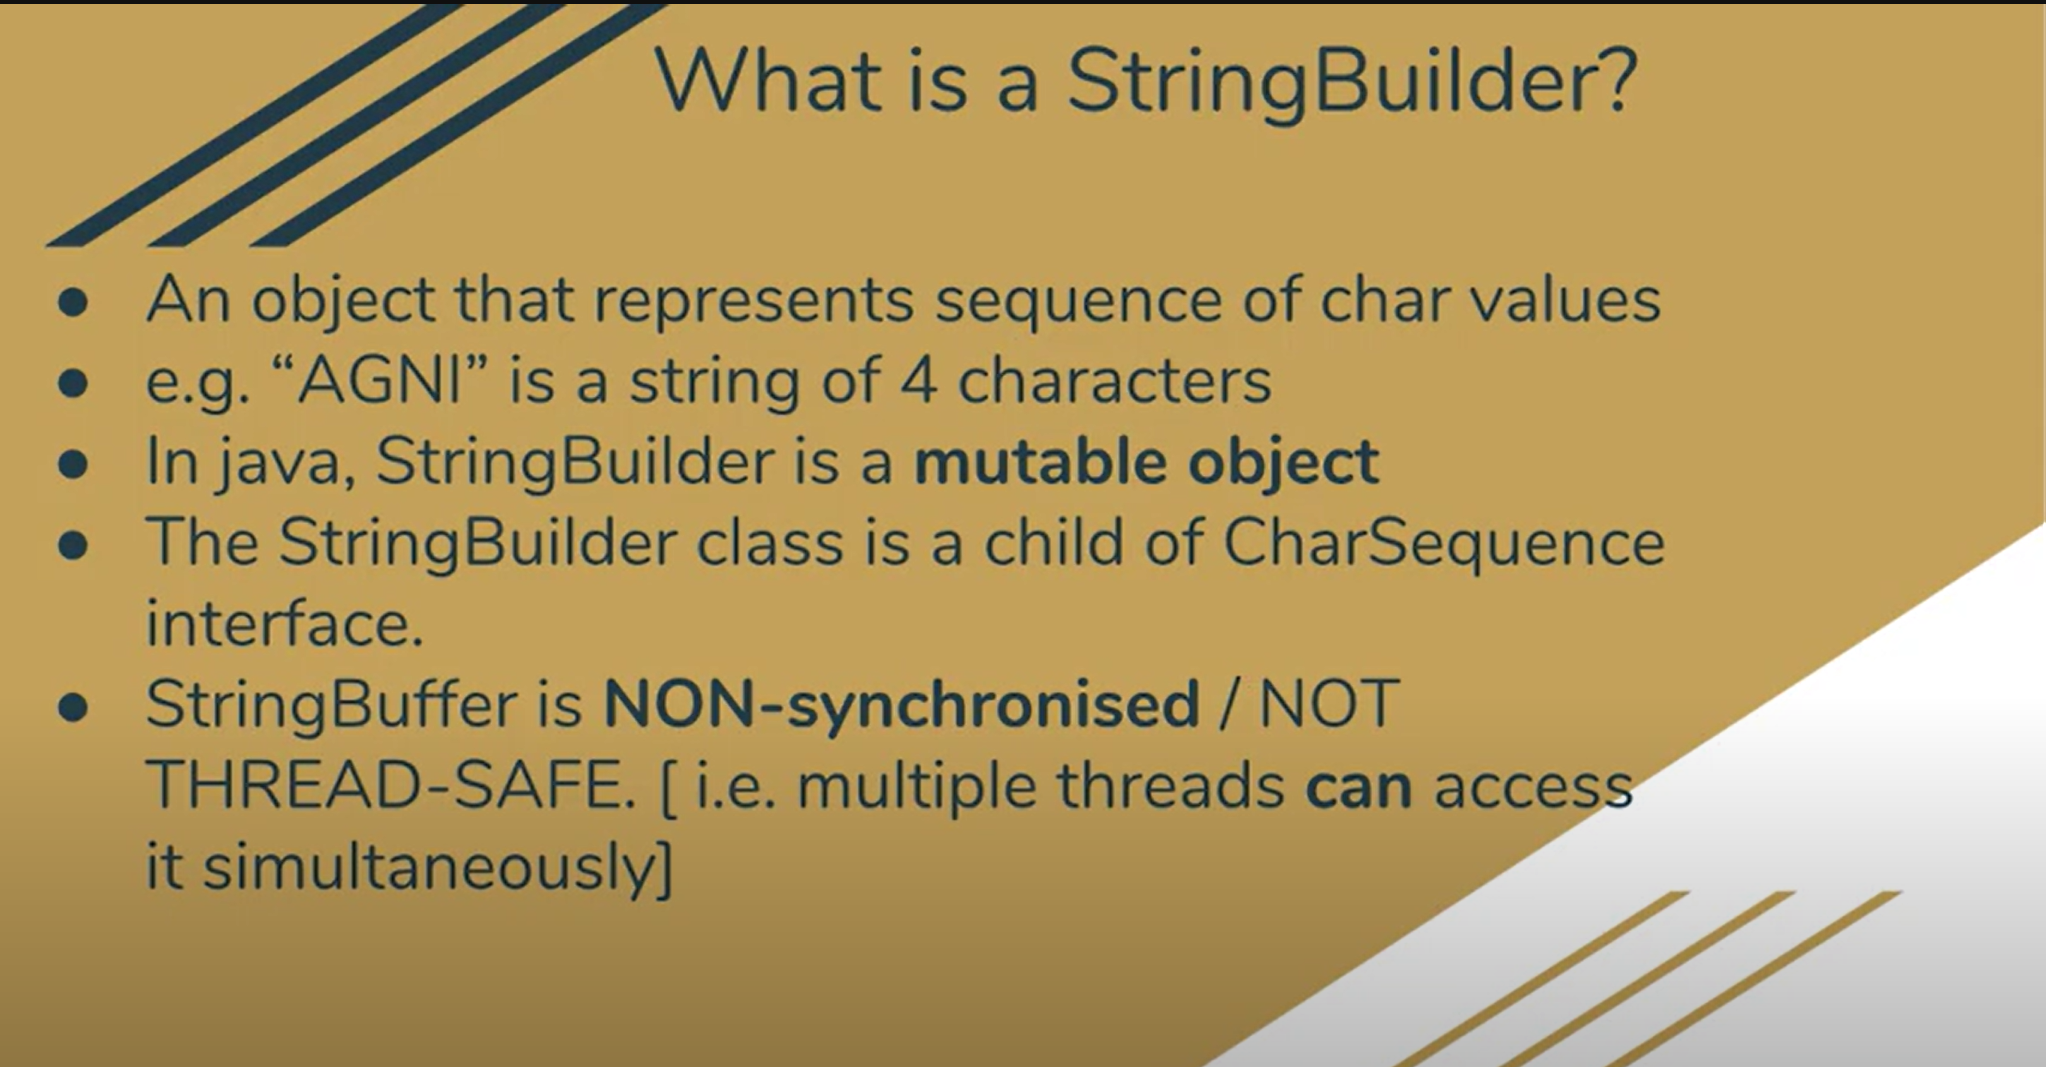 What is a StringBuilder?
● An object that represents sequence of char values
● e.g. “AGNI” is a string of 4 characters
● In java, StringBuilder is a mutable object
● The StringBuilder class is a child of CharSequence
interface.
● StringBuffer is NON-synchronised / NOT
THREAD-SAFE. [ i.e. multiple threads can access
it simultaneously]